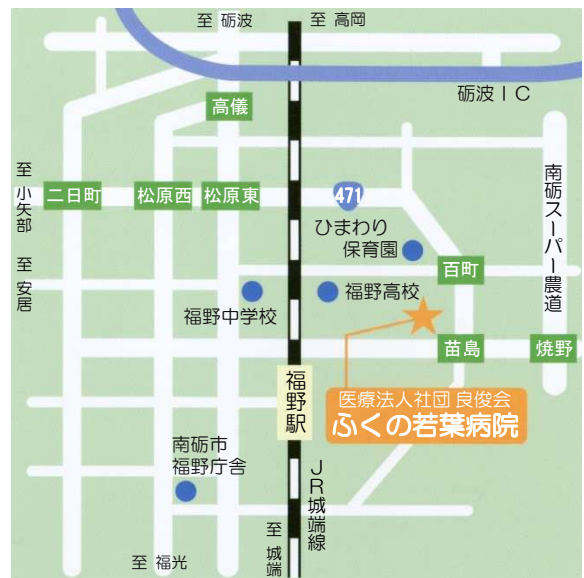 至 砺波
至 高岡
砺波IC
高儀
至 小矢部
二日町
松原西
松原東
471
南砺スーパー農道
ひまわり
保育園
至 安居
百町
福野中学校
福野高校
苗島
焼野
福野駅
医療法人社団 良俊会
ふくの若葉病院
南砺市
福野庁舎
JR城端線
至 城端
至 福光